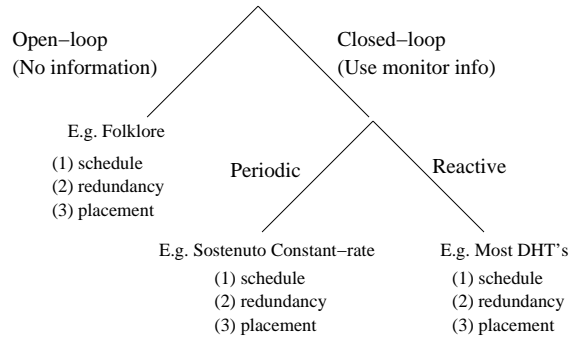 Open−loop
(No information)
Closed−loop
(Use monitor info)
E.g. Folklore
(1) schedule
(2) redundancy
(3) placement
Periodic
Reactive
E.g. Sostenuto Constant−rate
(1) schedule
(2) redundancy
(3) placement
E.g. Most DHT's
(1) schedule
(2) redundancy
(3) placement